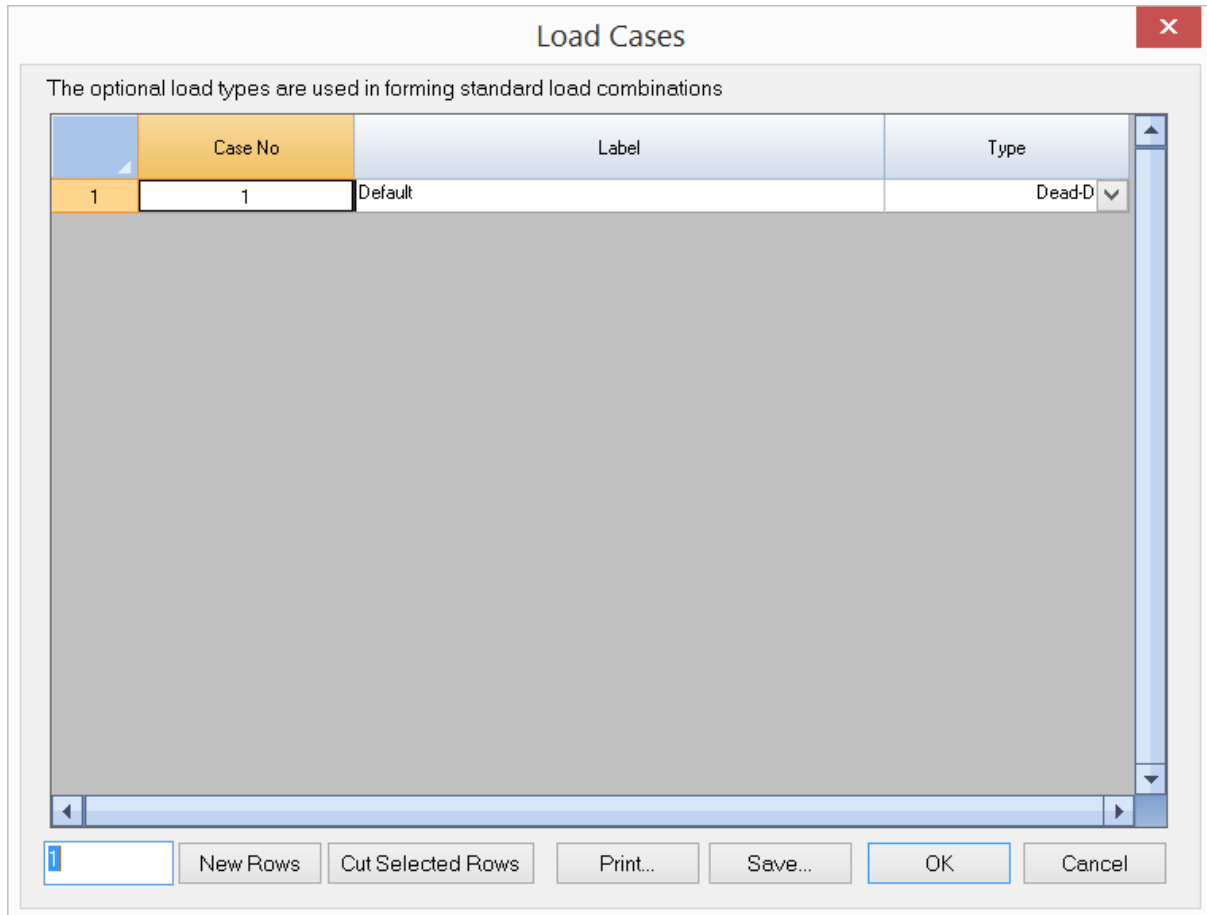 Load Cases
The optional load types are used in forming standard load combinations
Case No Label Type
1 1 Default Dead-D
1 New Rows Cut Selected Rows Print... Save... OK Cancel